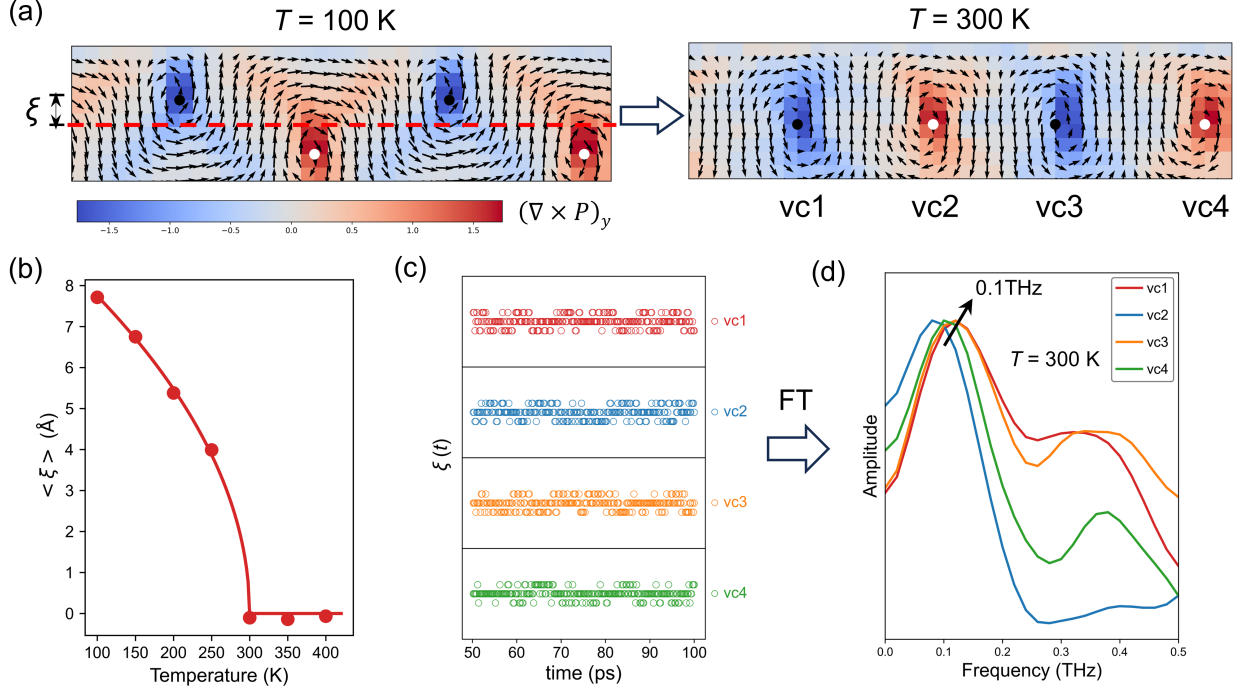 (a)
T = 100 K
T = 300 K
ξ
vc1 vc2 vc3 vc4
−1.5 −1.0 −0.5 0.0 0.5 1.0 1.5
(∇ × P)y
(b)
8
7
6
5
4
3
2
1
0
< ξ > (Å)
100 150 200 250 300 350 400
Temperature (K)
(c)
vc1
vc2
vc3
vc4
ξ (t)
50 60 70 80 90 100
time (ps)
FT
(d)
0.1THz
vc1
vc2
vc3
vc4
T = 300 K
Amplitude
0.0 0.1 0.2 0.3 0.4 0.5
Frequency (THz)